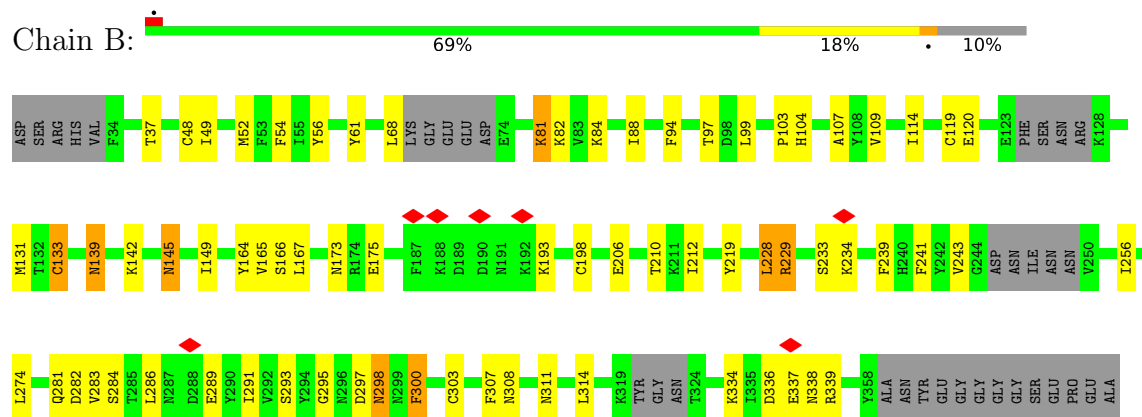 Chain B:
69% 18% • 10%
ASP SER ARG HIS VAL F34 T37 C48 I49 M52 F53 F54 I55 Y56 Y61 L68 LYS GLY GLU GLU ASP E74 K81 K82 V83 K84 I88 F94 T97 D98 L99 P103 H104 A107 Y108 V109 I114 C119 E120 E123 PHE SER ASN ARG K128
M131 T132 C133 N139 K142 N145 I149 Y164 V165 S166 L167 N173 R174 E175 F187 K188 D189 D190 N191 K192 K193 C198 E206 T210 K211 I212 Y219 L228 R229 S233 K234 F239 H240 F241 Y242 V243 G244 ASP ASN ILE ASN ASN V250 I256
L274 Q281 D282 V283 S284 T285 L286 N287 D288 E289 Y290 I291 V292 S293 Y294 G295 N296 D297 N298 N299 F300 C303 F307 N308 N311 L314 K319 TYR GLY ASN T324 K334 I335 D336 E337 N338 R339 Y358 ALA ASN TYR GLU GLY GLY GLY GLY SER GLU PRO GLU ALA